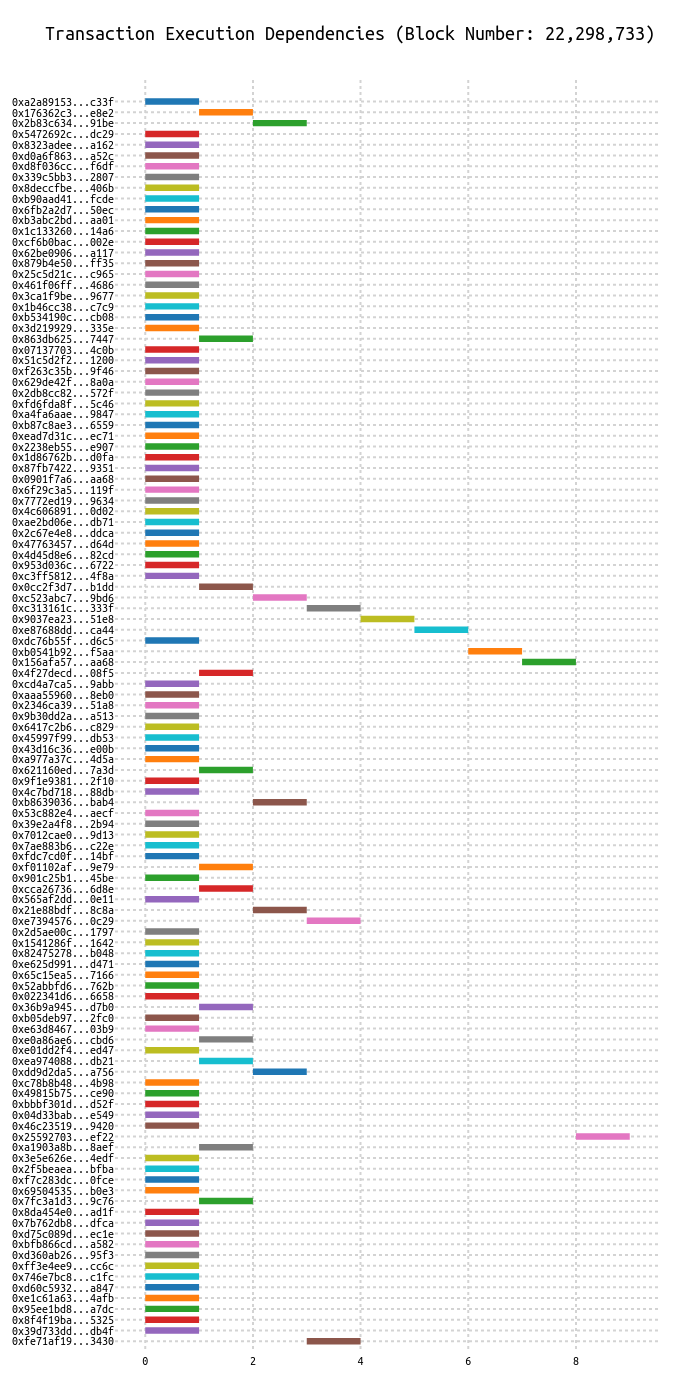 Transaction Execution Dependencies (Block Number: 22,298,733)
0xa2a89153...c33f
0x176362c3...e8e2
0x2b83c634...91be
0x5472692c...dc29
0x8323adee...a162
0xd0a6f863...a52c
0xd8f036cc...f6df
0x339c5bb3...2807
0x8deccfbe...406b
0xb90aad41...fcde
0x6fb2a2d7...50ec
0xb3abc2bd...aa01
0x1c133260...14a6
0xcf6b0bac...002e
0x62be0906...a117
0x879b4e50...ff35
0x25c5d21c...c965
0x461f06ff...4686
0x3ca1f9be...9677
0x1b46cc38...c7c9
0xb534190c...cb08
0x3d219929...335e
0x863db625...7447
0x07137703...4c0b
0x51c5d2f2...1200
0xf263c35b...9f46
0x629de42f...8a0a
0x2db8cc82...572f
0xfd6fda8f...5c46
0xa4fa6aae...9847
0xb87c8ae3...6559
0xead7d31c...ec71
0x2238eb55...e907
0x1d86762b...d0fa
0x87fb7422...9351
0x0901f7a6...aa68
0x6f29c3a5...119f
0x7772ed19...9634
0x4c606891...0d02
0xae2bd06e...db71
0x2c67e4e8...ddca
0x47763457...d64d
0x4d45d8e6...82cd
0x953d036c...6722
0xc3ff5812...4f8a
0x0cc2f3d7...b1dd
0xc523abc7...9bd6
0xc313161c...333f
0x9037ea23...51e8
0xe87688dd...ca44
0xdc76b55f...d6c5
0xb0541b92...f5aa
0x156afa57...aa68
0x4f27decd...08f5
0xcd4a7ca5...9abb
0xaaa55960...8eb0
0x2346ca39...51a8
0x9b30dd2a...a513
0x6417c2b6...c829
0x45997f99...db53
0x43d16c36...e00b
0xa977a37c...4d5a
0x621160ed...7a3d
0x9f1e9381...2f10
0x4c7bd718...88db
0xb8639036...bab4
0x53c882e4...aecf
0x39e2a4f8...2b94
0x7012cae0...9d13
0x7ae883b6...c22e
0xfdc7cd0f...14bf
0xf01102af...9e79
0x901c25b1...45be
0xcca26736...6d8e
0x565af2dd...0e11
0x21e88bdf...8c8a
0xe7394576...0c29
0x2d5ae00c...1797
0x1541286f...1642
0x82475278...b048
0xe625d991...d471
0x65c15ea5...7166
0x52abbfd6...762b
0x022341d6...6658
0x36b9a945...d7b0
0xb05deb97...2fc0
0xe63d8467...03b9
0xe0a86ae6...cbd6
0xe01dd2f4...ed47
0xea974088...db21
0xdd9d2da5...a756
0xc78b8b48...4b98
0x49815b75...ce90
0xbbbf301d...d52f
0x04d33bab...e549
0x46c23519...9420
0x25592703...ef22
0xa1903a8b...8aef
0x3e5e626e...4edf
0x2f5beaea...bfba
0xf7c283dc...0fce
0x69504535...b0e3
0x7fc3a1d3...9c76
0x8da454e0...ad1f
0x7b762db8...dfca
0xd75c089d...ec1e
0xbfb866cd...a582
0xd360ab26...95f3
0xff3e4ee9...cc6c
0x746e7bc8...c1fc
0xd60c5932...a847
0xe1c61a63...4afb
0x95ee1bd8...a7dc
0x8f4f19ba...5325
0x39d733dd...db4f
0xfe71af19...3430
0 2 4 6 8